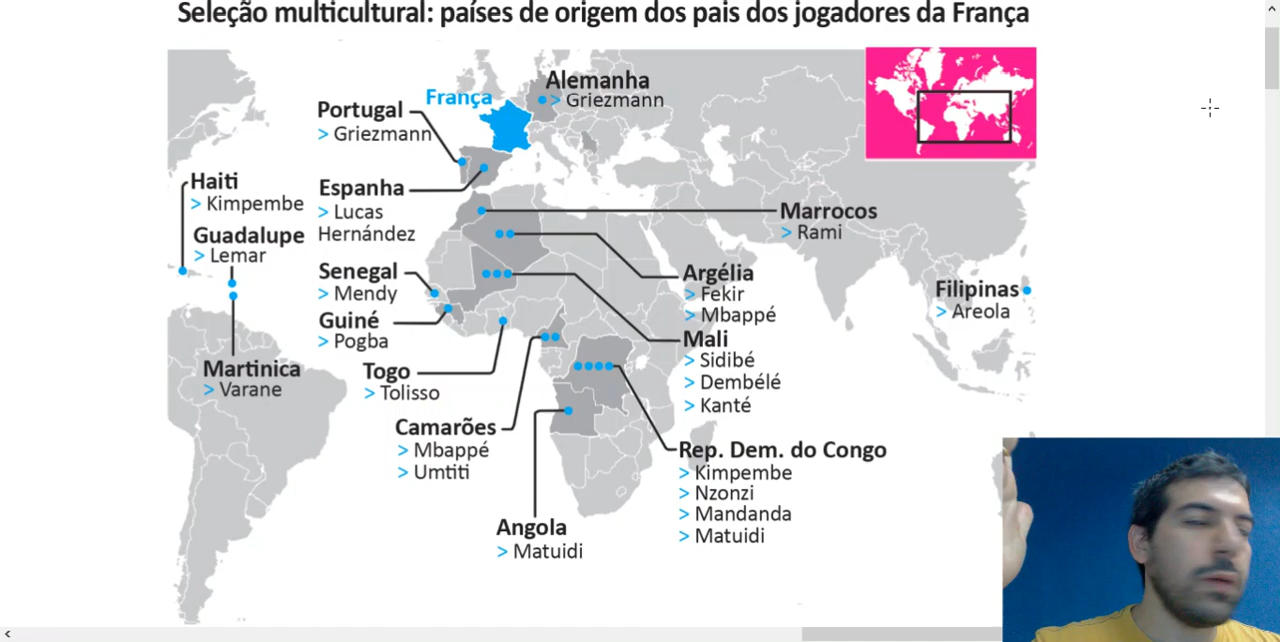 Seleção multicultural: países de origem dos pais dos jogadores da França
Alemanha
> Griezmann
França
Portugal
> Griezmann
Haiti
> Kimpembe
Espanha
> Lucas
Hernández
Guadalupe
> Lemar
Marrocos
> Rami
Senegal
> Mendy
Argélia
> Fekir
> Mbappé
Filipinas
> Areola
Guiné
> Pogba
Mali
> Sidibé
> Dembélé
> Kanté
Martinica
> Varane
Togo
> Tolisso
Camarões
> Mbappé
> Umtiti
Rep. Dem. do Congo
> Kimpembe
> Nzonzi
> Mandanda
> Matuidi
Angola
> Matuidi